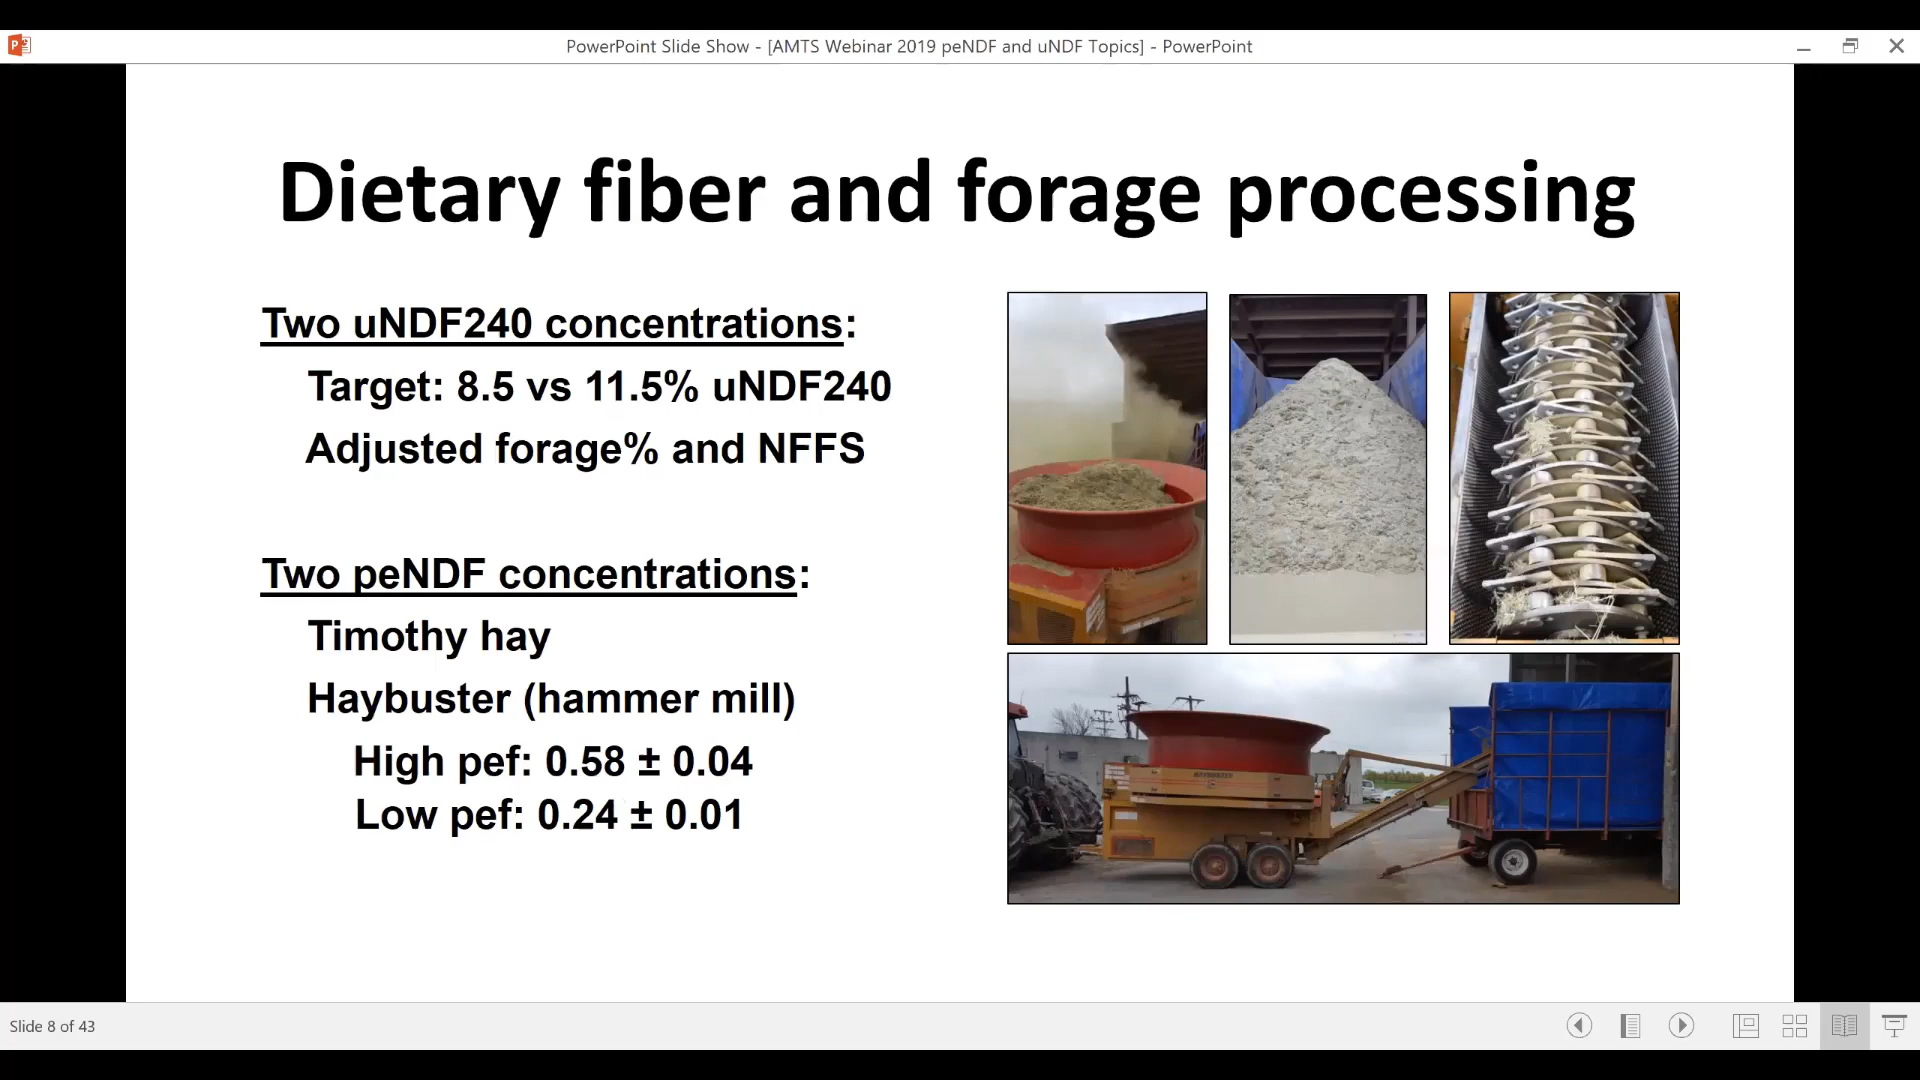 PowerPoint Slide Show - [AMTS Webinar 2019 peNDF and uNDF Topics] - PowerPoint
Dietary fiber and forage processing
Two uNDF240 concentrations:
Target: 8.5 vs 11.5% uNDF240
Adjusted forage% and NFFS
Two peNDF concentrations:
Timothy hay
Haybuster (hammer mill)
High pef: 0.58 ± 0.04
Low pef: 0.24 ± 0.01
HAYBUSTER
Slide 8 of 43